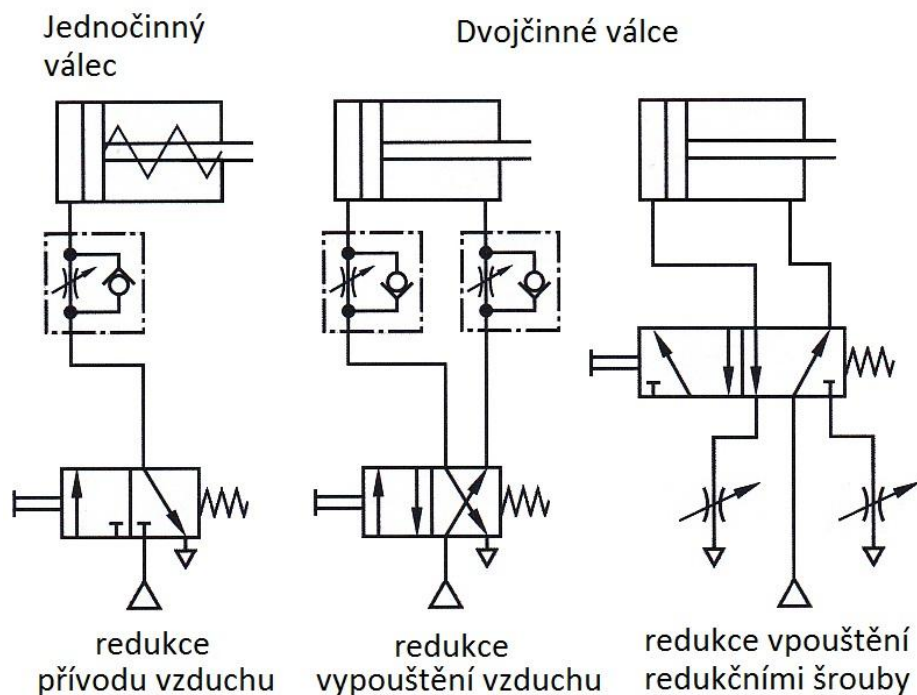 Jednočinný
válec
Dvojčinné válce
redukce
přívodu vzduchu
redukce
vypouštění vzduchu
redukce vpouštění
redukčními šrouby